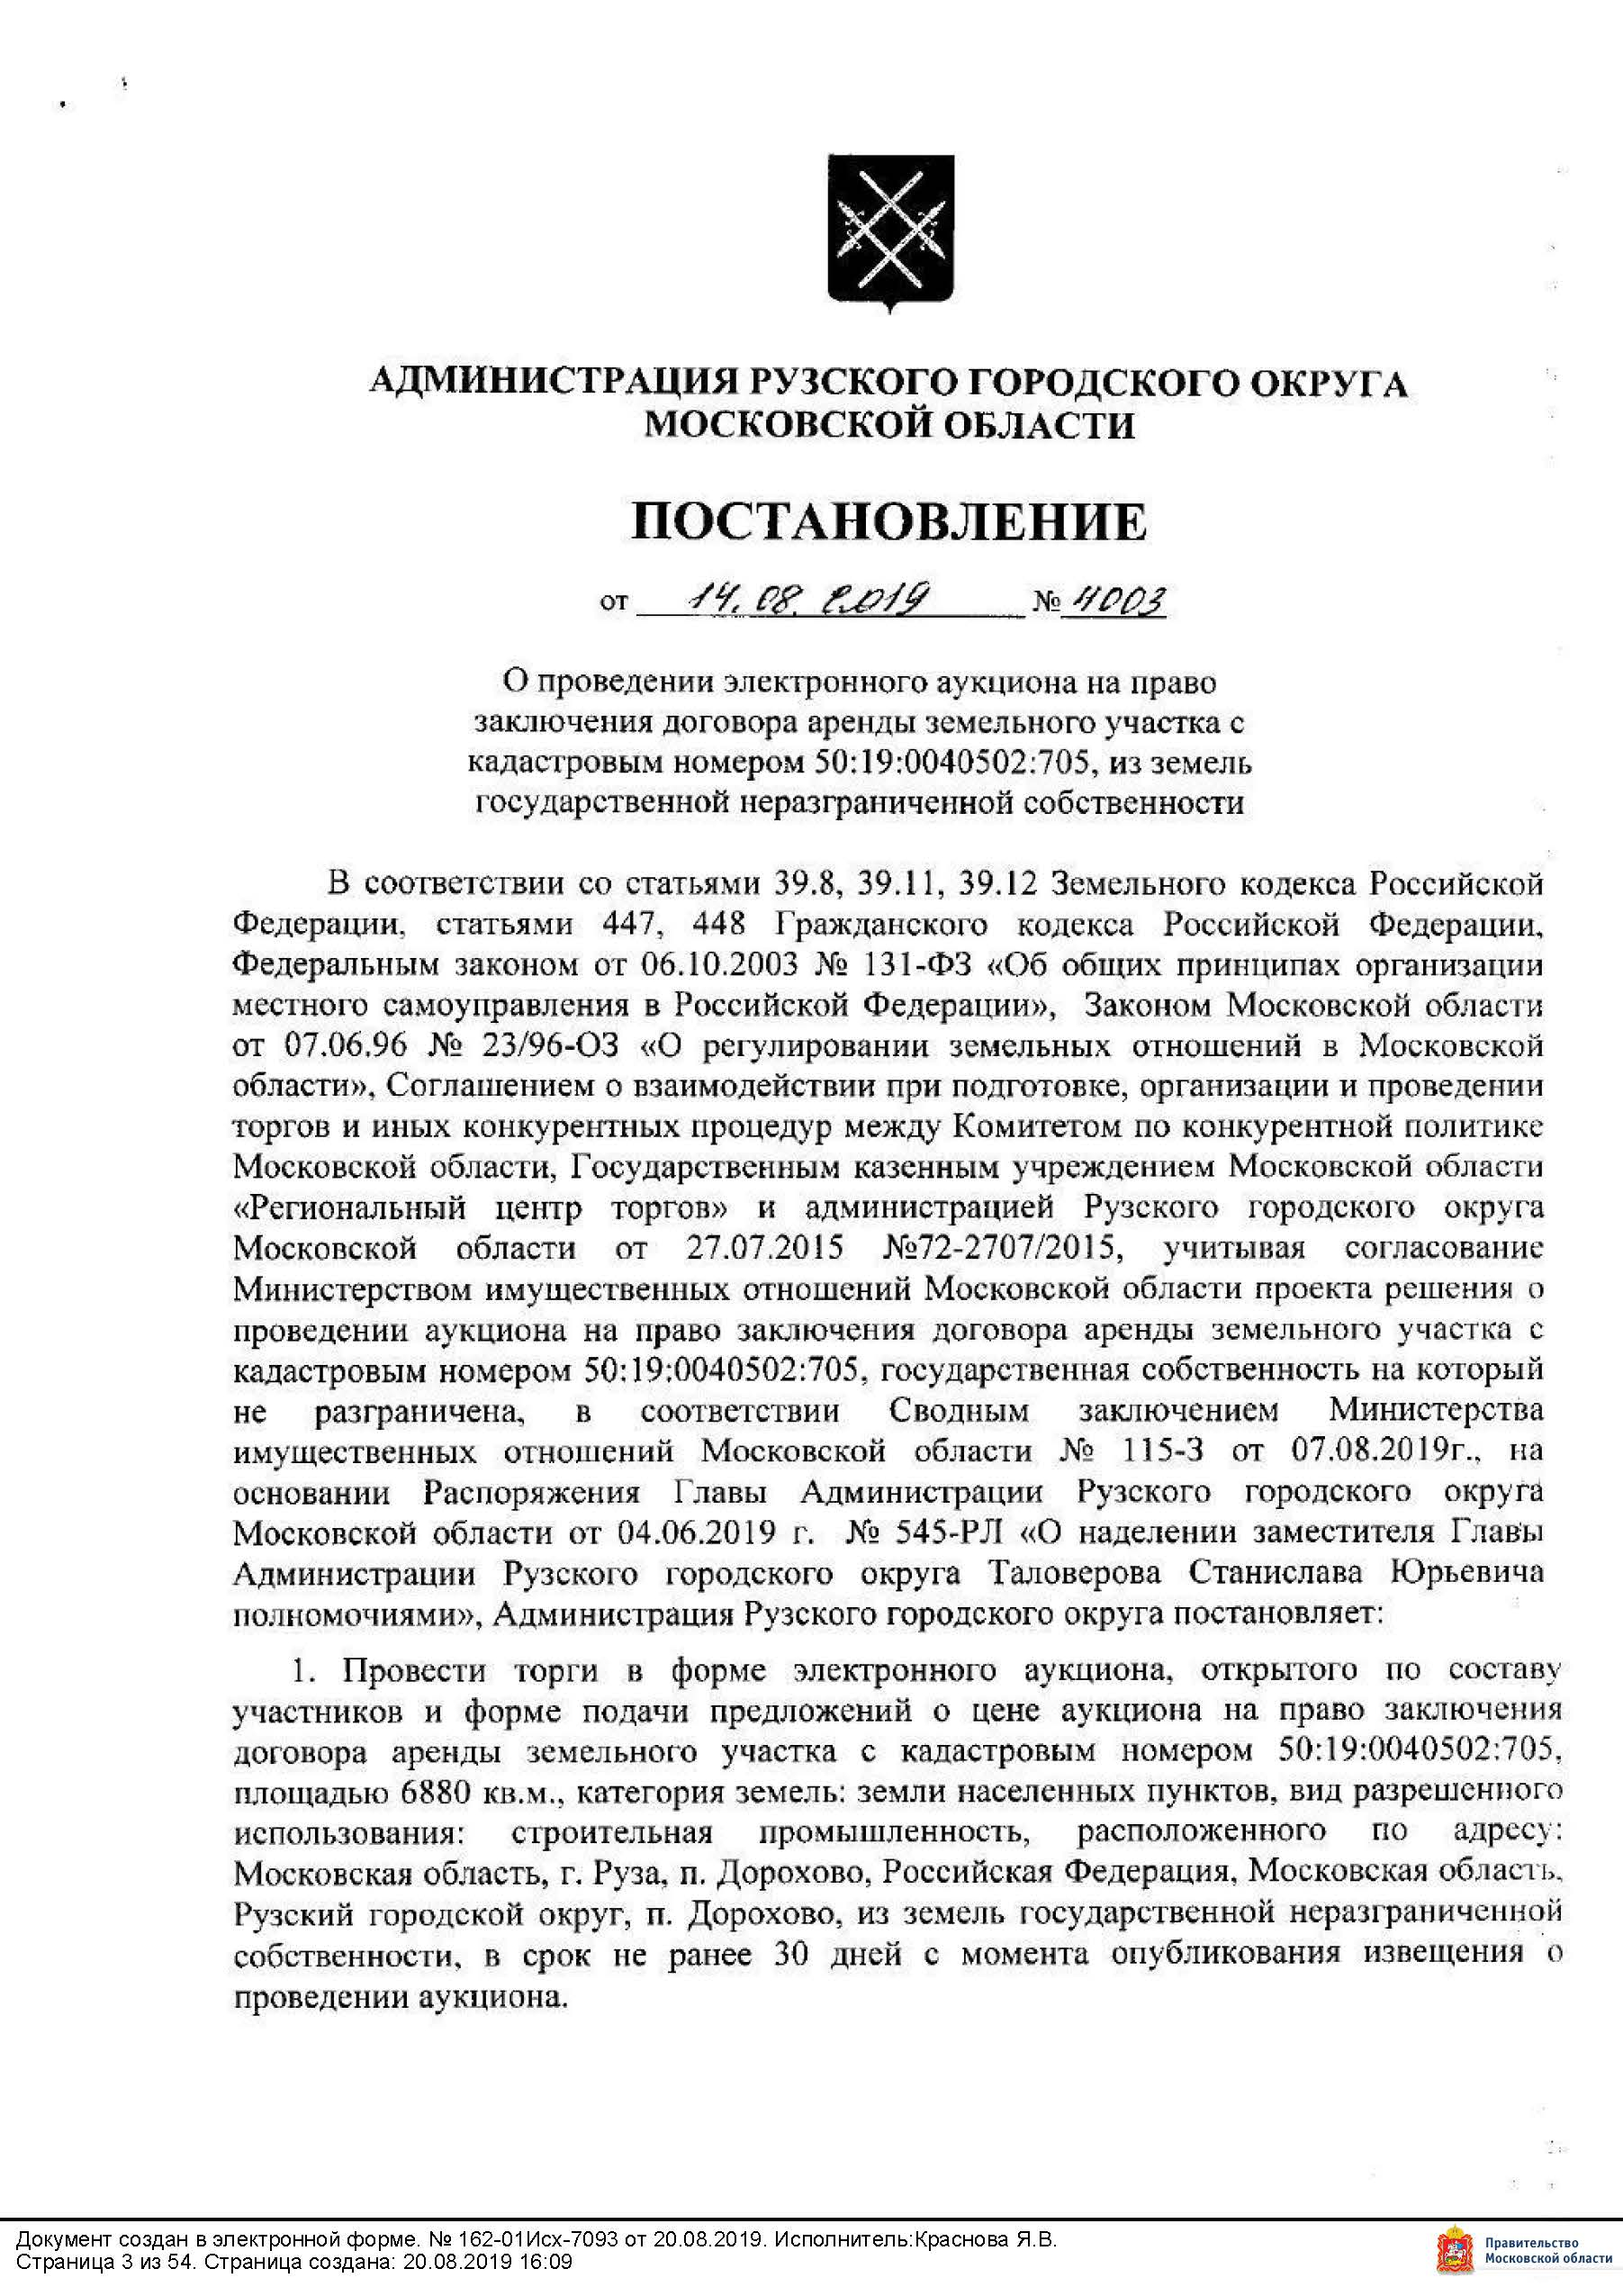 АДМИНИСТРАЦИЯ РУЗСКОГО ГОРОДСКОГО ОКРУГА
МОСКОВСКОЙ ОБЛАСТИ
ПОСТАНОВЛЕНИЕ
от 14.08.2019 № 4003
О проведении электронного аукциона на право
заключения договора аренды земельного участка с
кадастровым номером 50:19:0040502:705, из земель
государственной неразграниченной собственности
В соответствии со статьями 39.8, 39.11, 39.12 Земельного кодекса Российской
Федерации, статьями 447, 448 Гражданского кодекса Российской Федерации,
Федеральным законом от 06.10.2003 № 131-ФЗ «Об общих принципах организации
местного самоуправления в Российской Федерации», Законом Московской области
от 07.06.96 № 23/96-ОЗ «О регулировании земельных отношений в Московской
области», Соглашением о взаимодействии при подготовке, организации и проведении
торгов и иных конкурентных процедур между Комитетом по конкурентной политике
Московской области, Государственным казенным учреждением Московской области
«Региональный центр торгов» и администрацией Рузского городского округа
Московской области от 27.07.2015 №72-2707/2015, учитывая согласование
Министерством имущественных отношений Московской области проекта решения о
проведении аукциона на право заключения договора аренды земельного участка с
кадастровым номером 50:19:0040502:705, государственная собственность на который
не разграничена, в соответствии Сводным заключением Министерства
имущественных отношений Московской области № 115-З от 07.08.2019г., на
основании Распоряжения Главы Администрации Рузского городского округа
Московской области от 04.06.2019 г. № 545-РЛ «О наделении заместителя Главы
Администрации Рузского городского округа Таловерова Станислава Юрьевича
полномочиями», Администрация Рузского городского округа постановляет:
1. Провести торги в форме электронного аукциона, открытого по составу
участников и форме подачи предложений о цене аукциона на право заключения
договора аренды земельного участка с кадастровым номером 50:19:0040502:705,
площадью 6880 кв.м., категория земель: земли населенных пунктов, вид разрешенного
использования: строительная промышленность, расположенного по адресу:
Московская область, г. Руза, п. Дорохово, Российская Федерация, Московская область,
Рузский городской округ, п. Дорохово, из земель государственной неразграниченной
собственности, в срок не ранее 30 дней с момента опубликования извещения о
проведении аукциона.
Документ создан в электронной форме. № 162-01Исх-7093 от 20.08.2019. Исполнитель:Краснова Я.В.
Страница 3 из 54. Страница создана: 20.08.2019 16:09
Правительство
Московской области